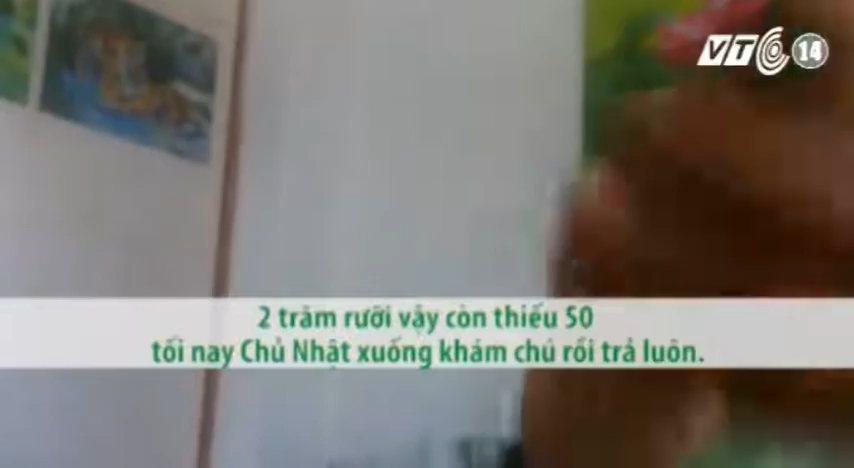 VTC 14
2 trăm rưỡi vậy còn thiếu 50
tối nay Chủ Nhật xuống khám chú rồi trả luôn.